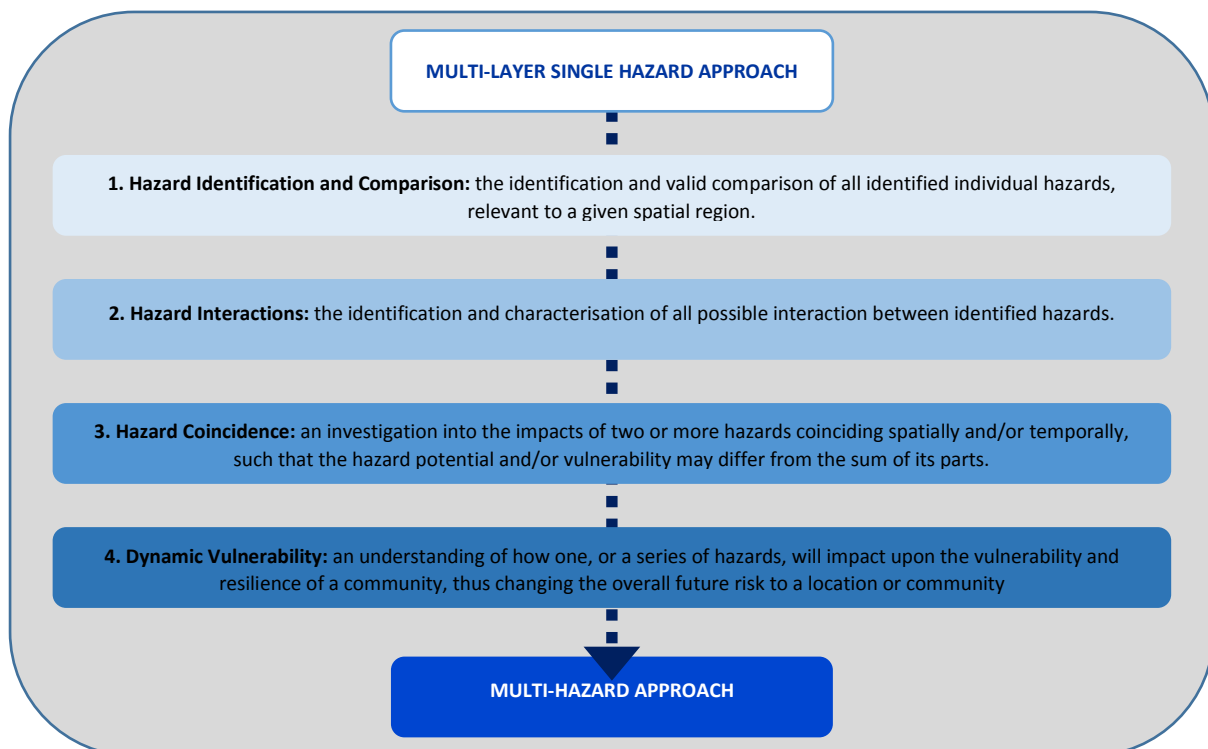 MULTI-LAYER SINGLE HAZARD APPROACH
1. Hazard Identification and Comparison: the identification and valid comparison of all identified individual hazards,
relevant to a given spatial region.
2. Hazard Interactions: the identification and characterisation of all possible interaction between identified hazards.
3. Hazard Coincidence: an investigation into the impacts of two or more hazards coinciding spatially and/or temporally,
such that the hazard potential and/or vulnerability may differ from the sum of its parts.
4. Dynamic Vulnerability: an understanding of how one, or a series of hazards, will impact upon the vulnerability and
resilience of a community, thus changing the overall future risk to a location or community
MULTI-HAZARD APPROACH